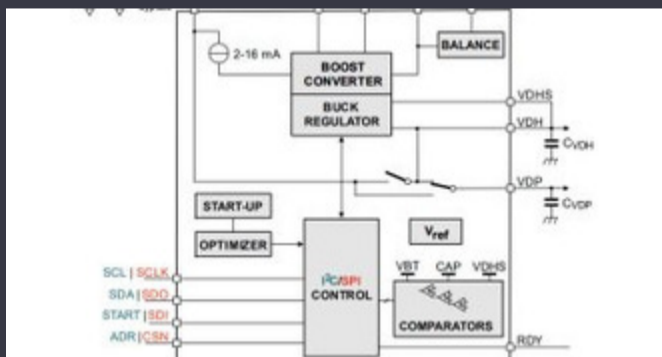 2-16 mA
BALANCE
BOOST
CONVERTER
BUCK
REGULATOR
VDHS
VDH
CVDH
VDP
CVDP
START-UP
OPTIMIZER
Vref
SCL | SCLK
SDA | SDO
START | SDI
ADR | CSN
I²C/SPI
CONTROL
VBT CAP VDHS
COMPARATORS
RDY